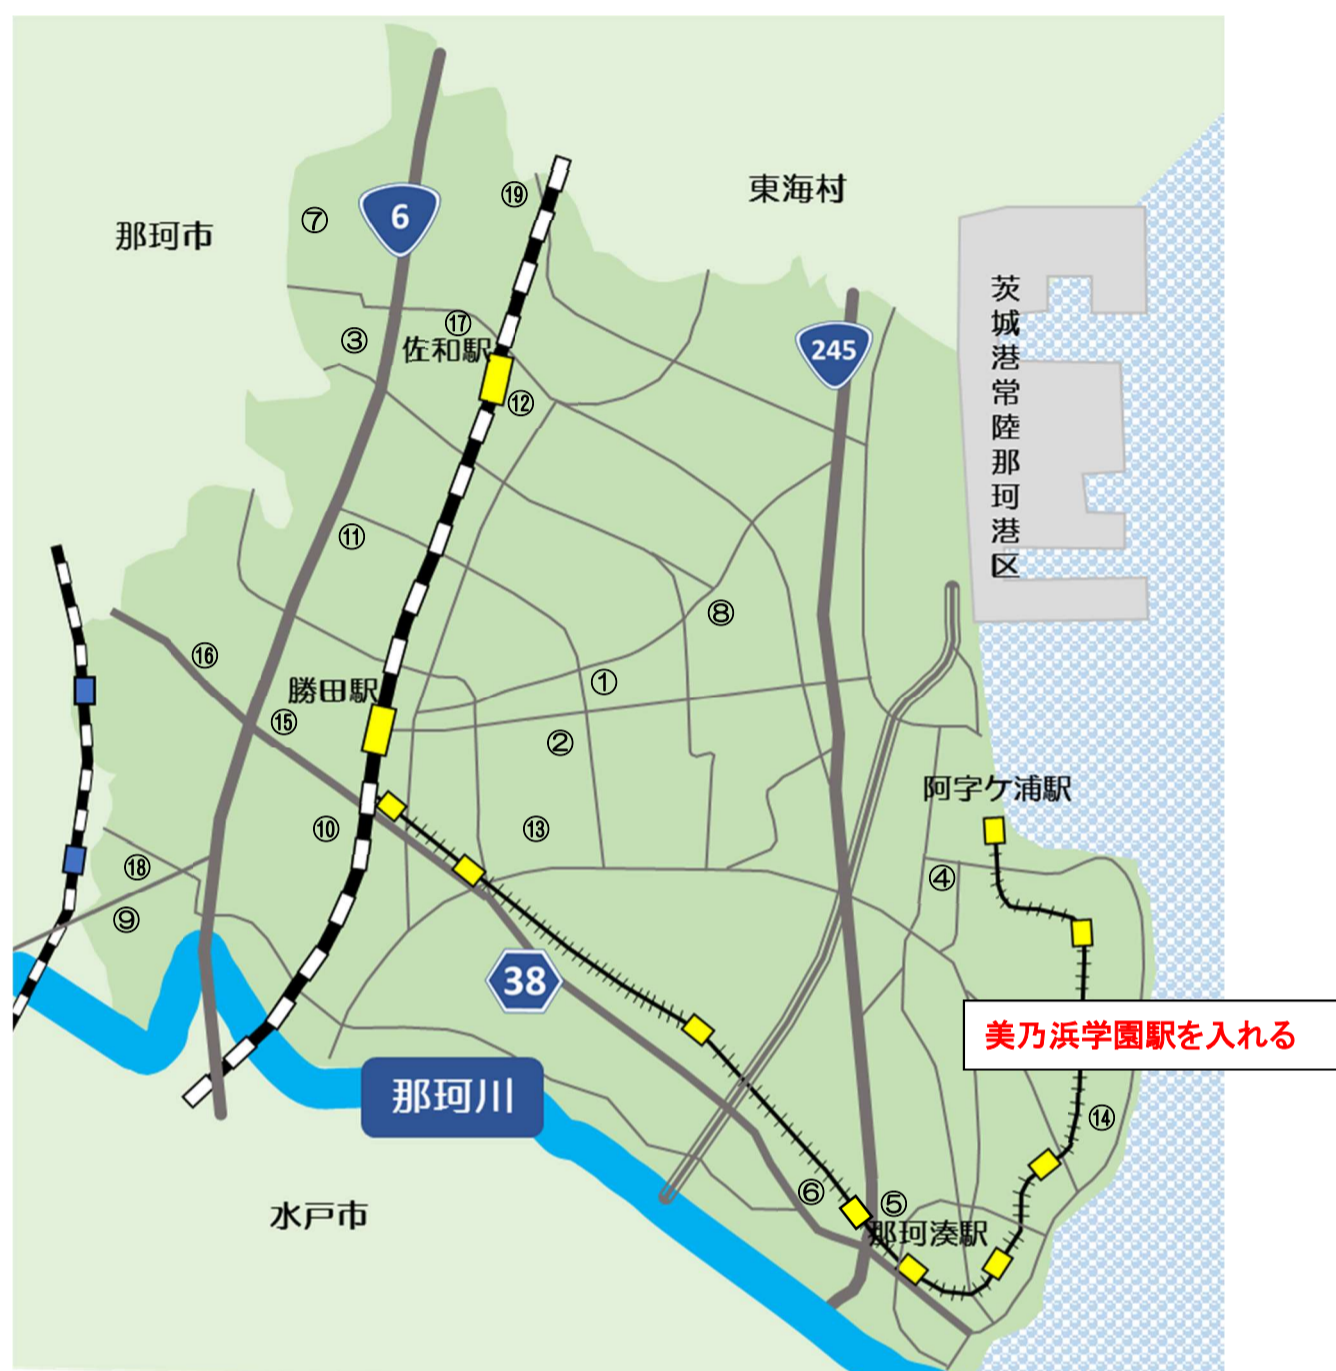 ⑲
東海村
⑦
6
那珂市
茨城港常陸那珂港区
⑰
③
佐和駅
245
⑫
⑪
⑧
⑯
勝田駅
①
⑮
②
阿字ケ浦駅
⑩
⑬
⑱
④
⑨
38
美乃浜学園駅を入れる
那珂川
⑭
⑥
⑤
水戸市
那珂湊駅